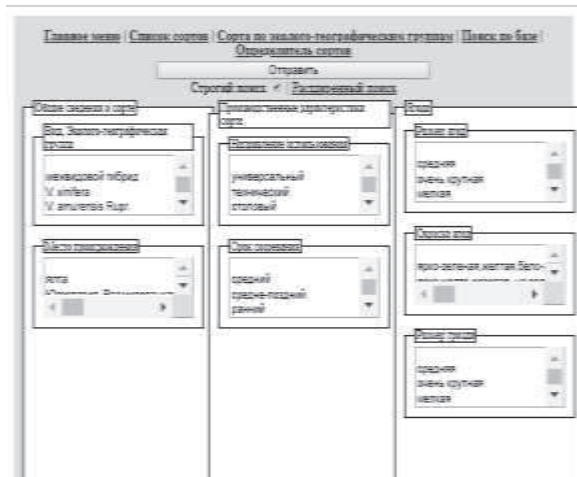 Главное меню | Список сортов | Сорта по эколого-географическим группам | Поиск по базе |
Определитель сортов
Отправить
Строгий поиск ✓ | Расширенный поиск
Общие сведения о сорте
Вид, Эколого-географическая
группа
межвидовой гибрид
V. vinifera
V. amurensis Rupr.
Место происхождения
Ялта
Производственные характеристики
сорта
Направление использования
универсальный
технический
столовый
Срок созревания
средний
средне-поздний
ранний
Ягода
Размер ягод
средняя
очень крупная
мелкая
Окраска ягод
ярко-зеленая,желтая,бело-
Размер грозди
средняя
очень крупная
мелкая